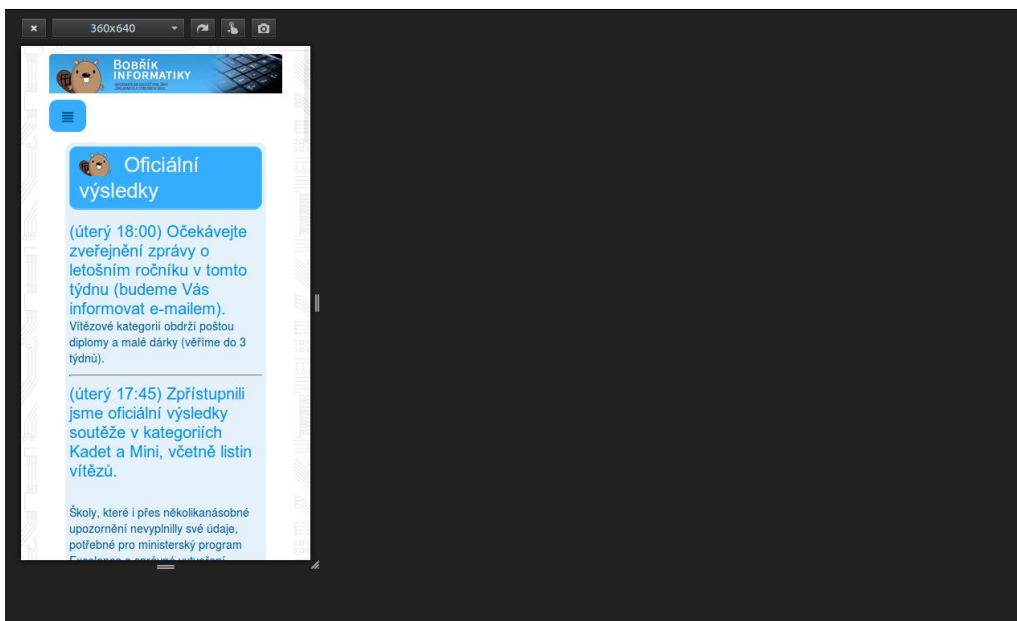 360x640
BOBŘÍK
INFORMATIKY
Oficiální
výsledky
(úterý 18:00) Očekávejte
zveřejnění zprávy o
letošním ročníku v tomto
týdnu (budeme Vás
informovat e-mailem).
Vítězové kategorií obdrží poštou
diplomy a malé dárky (věříme do 3
týdnů).
(úterý 17:45) Zpřístupnili
jsme oficiální výsledky
soutěže v kategoriích
Kadet a Mini, včetně listin
vítězů.
Školy, které i přes několikanásobné
upozornění nevyplnilly své údaje,
potřebné pro ministerský program